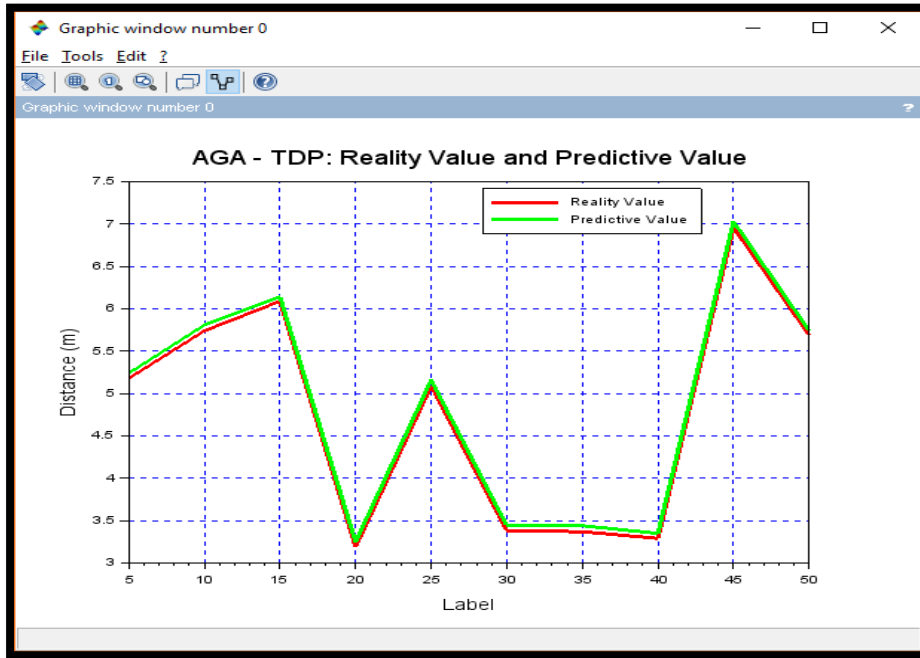 Graphic window number 0
File Tools Edit ?
Graphic window number 0 ?
AGA - TDP: Reality Value and Predictive Value
Reality Value
Predictive Value
7.5
7
6.5
6
5.5
5
4.5
4
3.5
3
Distance (m)
5 10 15 20 25 30 35 40 45 50
Label